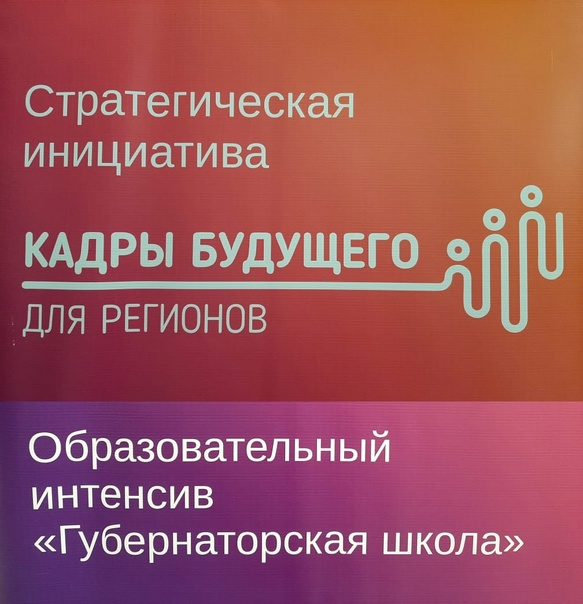 Стратегическая
инициатива
КАДРЫ БУДУЩЕГО
ДЛЯ РЕГИОНОВ
Образовательный
интенсив
«Губернаторская школа»